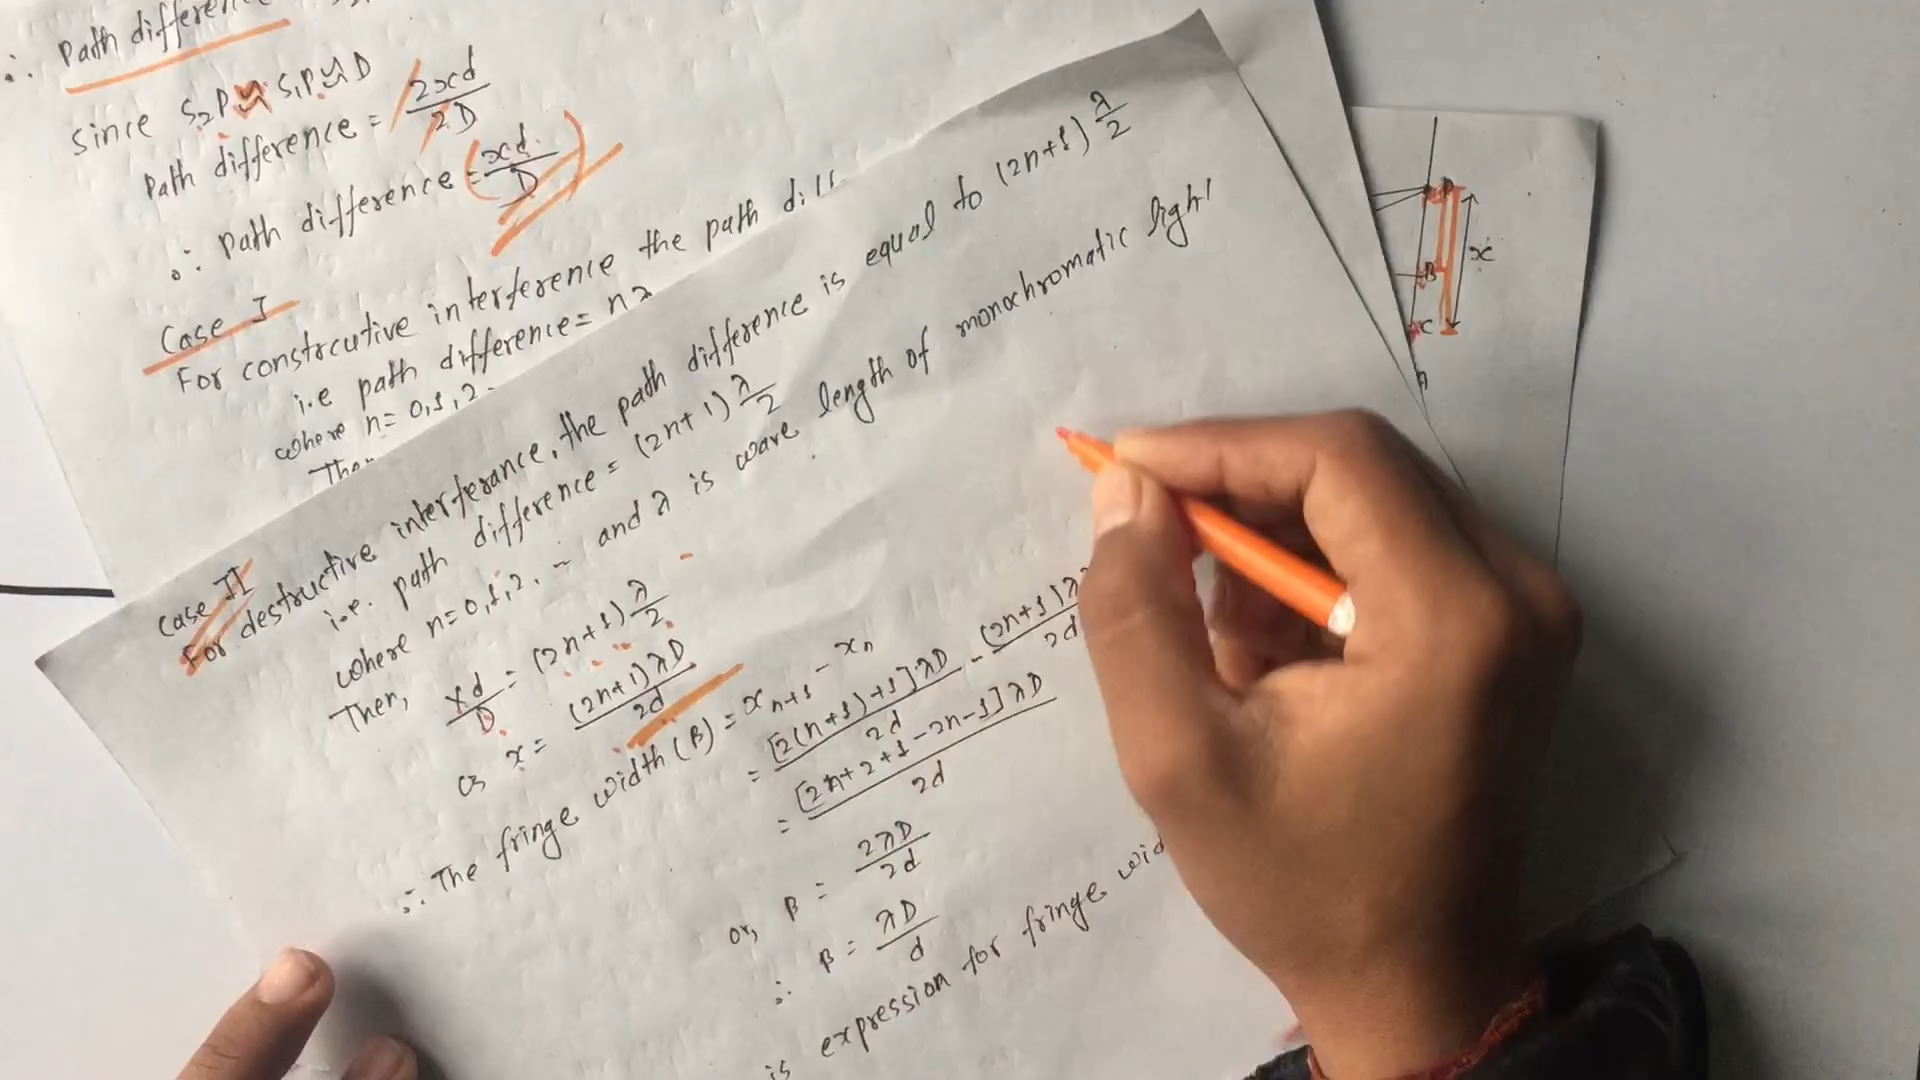 ∴ Path differen
since S₂P ≈ S₁P ≈ D
Path difference = 2xd/2D
∴ path difference = (xd/D)
Case I
For constrcutive interference the path di
i.e path difference = nλ
where n= 0,1,2
Then
Case II
For destructive interferance, the path difference is equal to (2n+1) λ/2
i.e. path difference = (2n+1) λ/2
where n=0,1,2. - and λ is wave length of monochromatic light
Then, xd/D = (2n+1) λ/2
or x = (2n+1)λD/2d
∴ The fringe width (β) = xₙ₊₁ - xₙ
= [2(n+1)+1]λD/2d - (2n+1)λ/2d
= [2n+2+1-2n-1]λD/2d
or, β = 2λD/2d
∴ β = λD/d
is expression for fringe wid
P
B
C
x